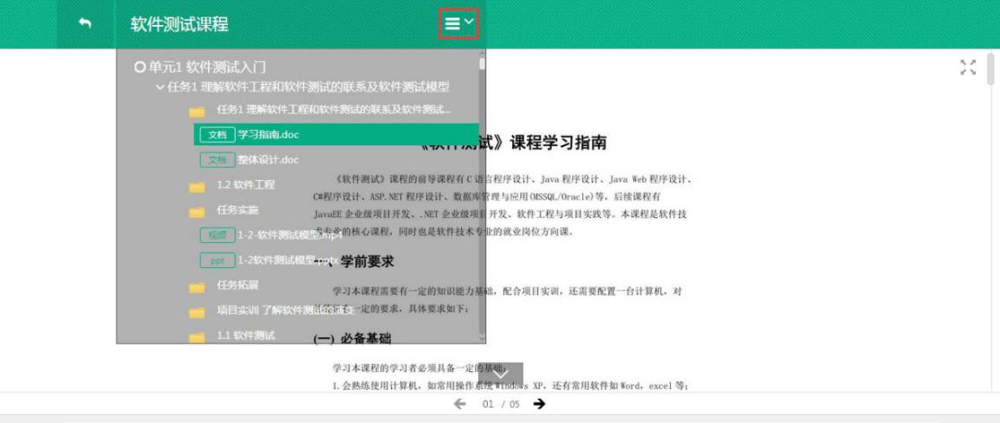 软件测试课程
单元1 软件测试入门
任务1 理解软件工程和软件测试的联系及软件测试模型
任务1 理解软件工程和软件测试的联系及软件测试...
文档 学习指南.doc
文档 整体设计.doc
1.2 软件工程
任务实施
视频 1-2-软件测试模型.mp4
ppt 1-2软件测试模型.pptx
任务拓展
项目实训 了解软件测试的演变
1.1 软件测试
《软件测试》课程学习指南
《软件测试》课程的前导课程有 C 语言程序设计、Java 程序设计、Java Web 程序设计、
C#程序设计、ASP.NET 程序设计、数据库管理与应用(MSSQL/Oracle)等，后续课程有
JavaEE 企业级项目开发、.NET 企业级项目开发、软件工程与项目实践等。本课程是软件技
术专业的核心课程，同时也是软件技术专业的就业岗位方向课。
一、学前要求
学习本课程需要有一定的知识能力基础，配合项目实训，还需要配置一台计算机，对
一定的要求，具体要求如下：
(一) 必备基础
学习本课程的学习者必须具备一定的基础：
1.会熟练使用计算机，如常用操作系统 Windows XP，还有常用软件如 Word，excel 等；
01 / 05